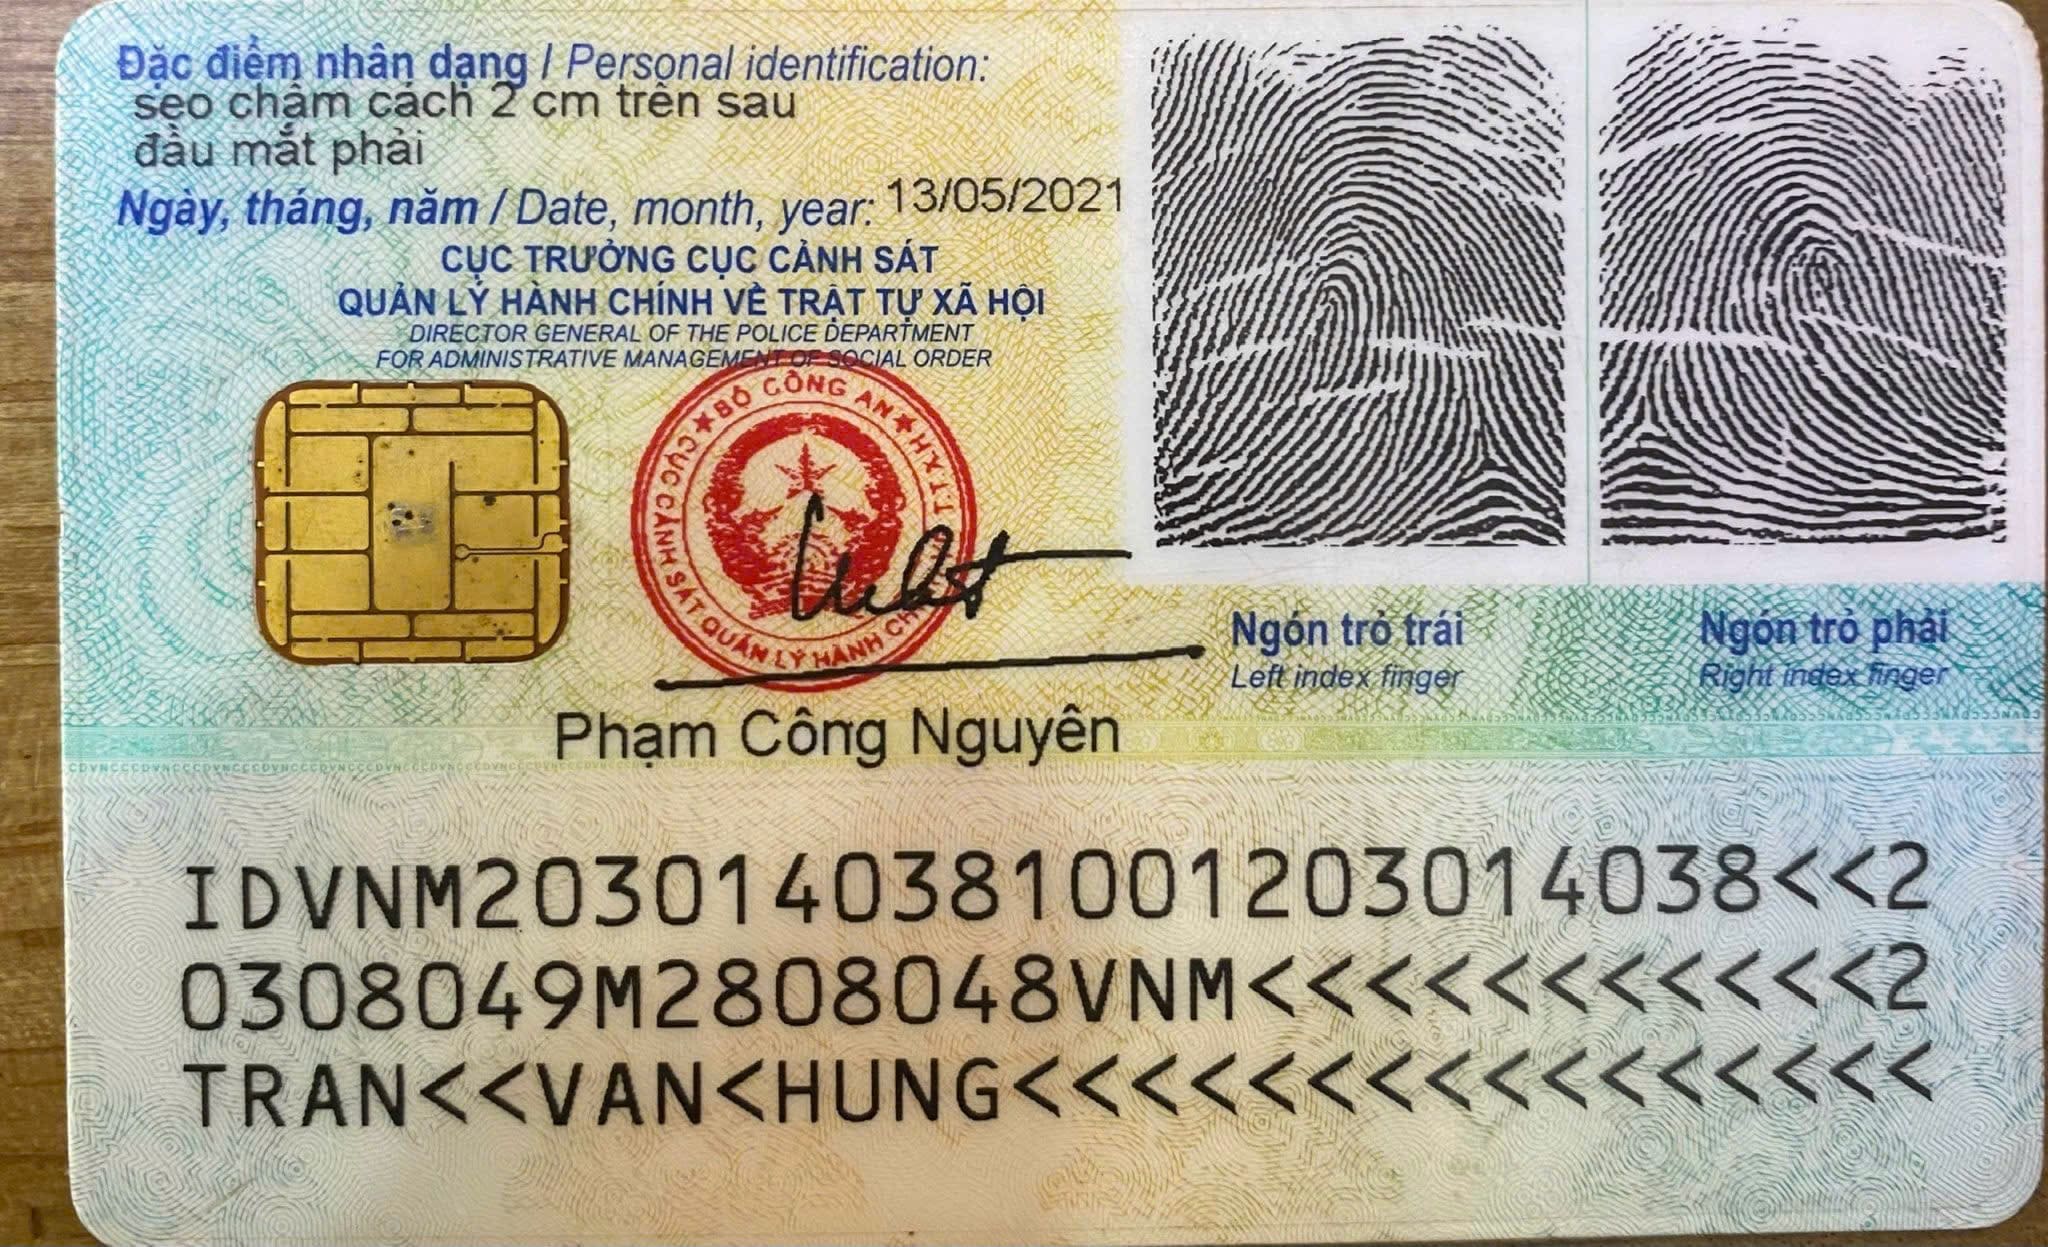 Đặc điểm nhân dạng / Personal identification:
sẹo chấm cách 2 cm trên sau
đầu mắt phải
Ngày, tháng, năm / Date, month, year: 13/05/2021
CỤC TRƯỞNG CỤC CẢNH SÁT
QUẢN LÝ HÀNH CHÍNH VỀ TRẬT TỰ XÃ HỘI
DIRECTOR GENERAL OF THE POLICE DEPARTMENT
FOR ADMINISTRATIVE MANAGEMENT OF SOCIAL ORDER
BỘ CÔNG AN
CỤC CẢNH SÁT QUẢN LÝ HÀNH CHÍNH
TTXH
Phạm Công Nguyên
Ngón trỏ trái
Left index finger
Ngón trỏ phải
Right index finger
IDVNM2030140381001203014038<<2
0308049M2808048VNM<<<<<<<<<<<2
TRAN<<VAN<HUNG<<<<<<<<<<<<<<<<